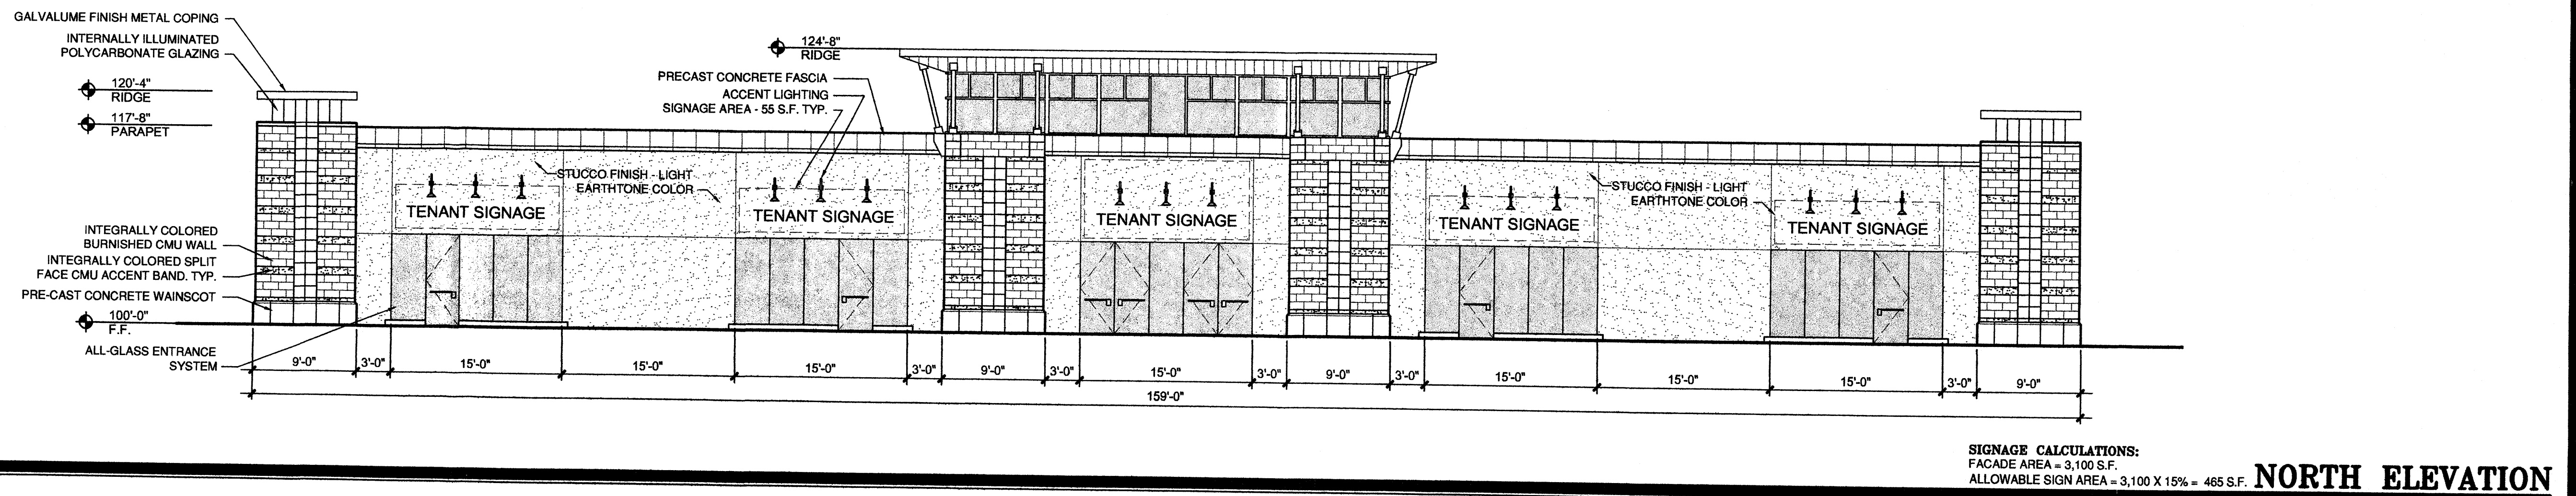 GALVALUME FINISH METAL COPING
INTERNALLY ILLUMINATED
POLYCARBONATE GLAZING
120'-4"
RIDGE
117'-8"
PARAPET
124'-8"
RIDGE
PRECAST CONCRETE FASCIA
ACCENT LIGHTING
SIGNAGE AREA - 55 S.F. TYP.
STUCCO FINISH - LIGHT
EARTHTONE COLOR
STUCCO FINISH - LIGHT
EARTHTONE COLOR
TENANT SIGNAGE
TENANT SIGNAGE
TENANT SIGNAGE
TENANT SIGNAGE
TENANT SIGNAGE
INTEGRALLY COLORED
BURNISHED CMU WALL
INTEGRALLY COLORED SPLIT
FACE CMU ACCENT BAND. TYP.
PRE-CAST CONCRETE WAINSCOT
100'-0"
F.F.
ALL-GLASS ENTRANCE
SYSTEM
9'-0" 3'-0" 15'-0" 15'-0" 15'-0" 3'-0" 9'-0" 3'-0" 15'-0" 3'-0" 9'-0" 3'-0" 15'-0" 15'-0" 15'-0" 3'-0" 9'-0"
159'-0"
SIGNAGE CALCULATIONS:
FACADE AREA = 3,100 S.F.
ALLOWABLE SIGN AREA = 3,100 X 15% = 465 S.F.
NORTH ELEVATION